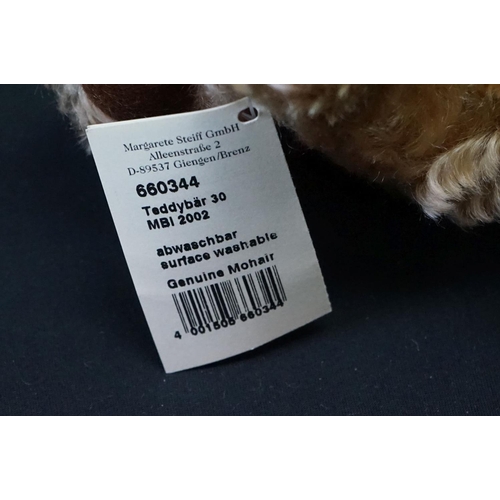 Margarete Steiff GmbH
Alleenstraße 2
D-89537 Giengen/Brenz
660344
Teddybär 30
MBI 2002
abwaschbar
surface washable
Genuine Mohair
4 001505 660344